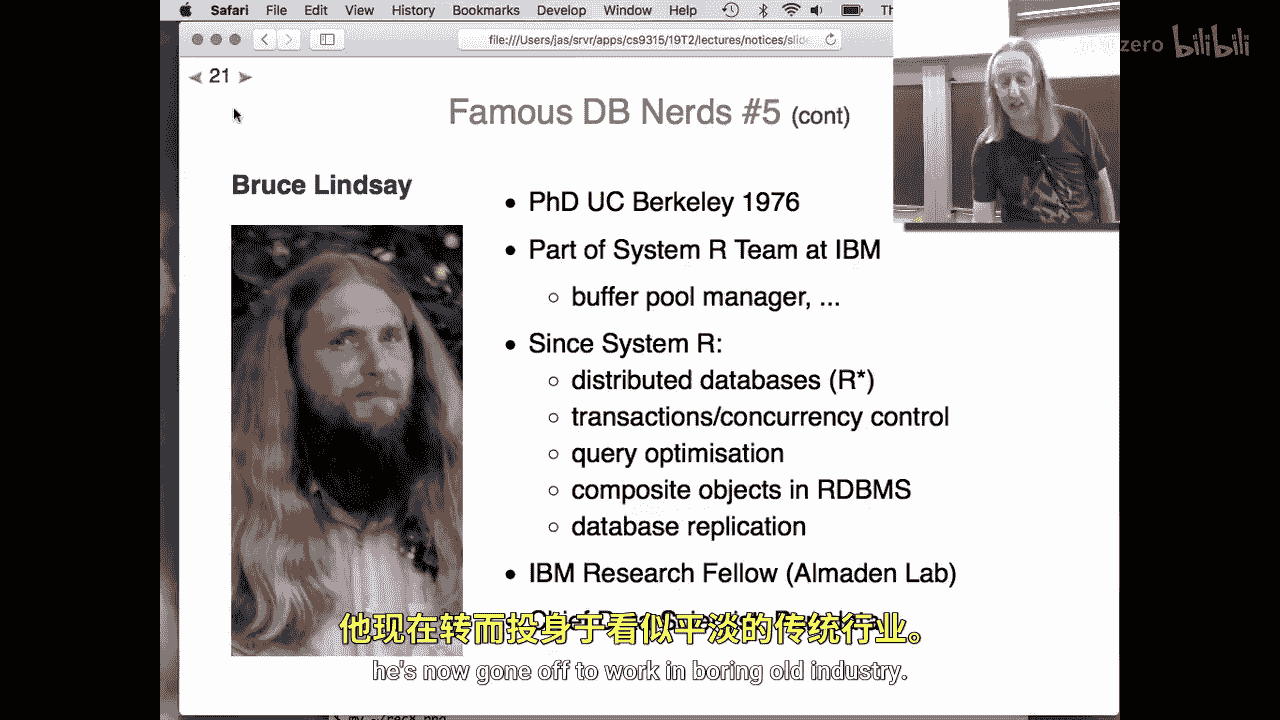 Safari File Edit View History Bookmarks Develop Window Help
file:///Users/jas/srvr/apps/cs9315/19T2/lectures/notices/slid
zero bilibili
21
Famous DB Nerds #5 (cont)
Bruce Lindsay
• PhD UC Berkeley 1976
• Part of System R Team at IBM
◦ buffer pool manager, ...
• Since System R:
◦ distributed databases (R*)
◦ transactions/concurrency control
◦ query optimisation
◦ composite objects in RDBMS
◦ database replication
• IBM Research Fellow (Almaden Lab)
他现在转而投身于看似平淡的传统行业。
he's now gone off to work in boring old industry.